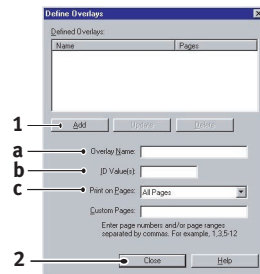 Define Overlays
Defined Overlays:
Name Pages
1 Add Update Delete
a Overlay Name:
b ID Value(s):
c Print on Pages: All Pages
Custom Pages:
Enter page numbers and/or page ranges
separated by commas. For example, 1,3,5-12
2 Close Help